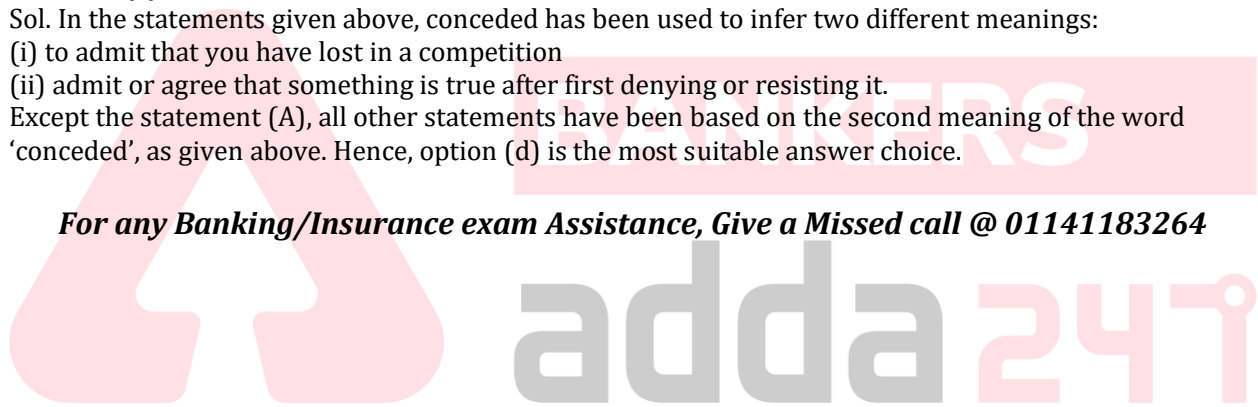 Sol. In the statements given above, conceded has been used to infer two different meanings:
(i) to admit that you have lost in a competition
(ii) admit or agree that something is true after first denying or resisting it.
Except the statement (A), all other statements have been based on the second meaning of the word
‘conceded’, as given above. Hence, option (d) is the most suitable answer choice.
BANKERS
For any Banking/Insurance exam Assistance, Give a Missed call @ 01141183264
adda 247